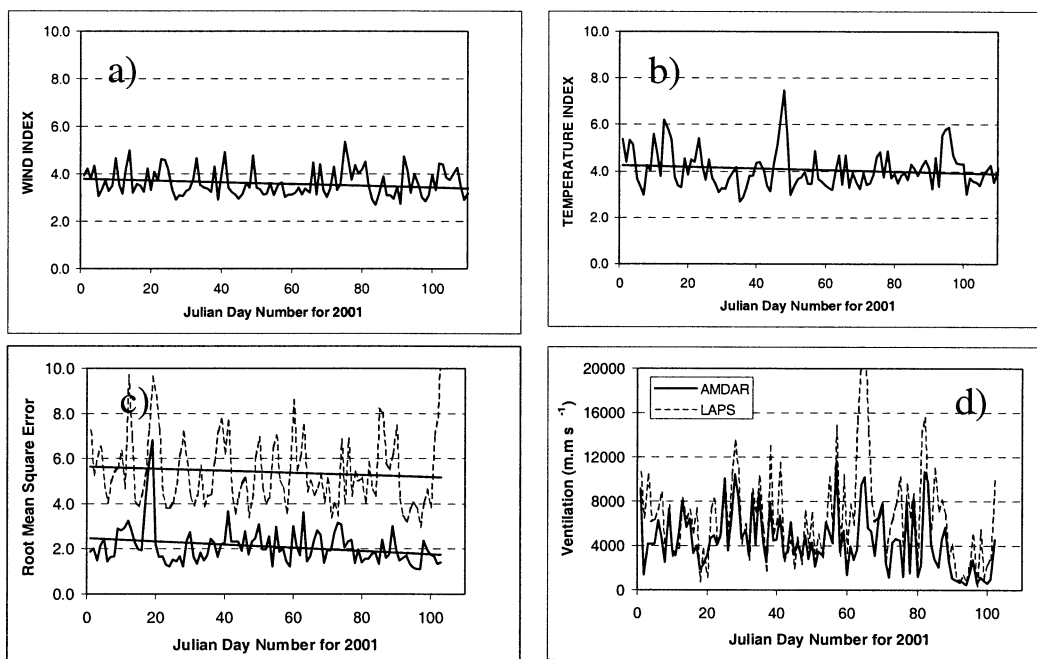 a)
WIND INDEX
10.0
8.0
6.0
4.0
2.0
0.0
0 20 40 60 80 100
Julian Day Number for 2001
b)
TEMPERATURE INDEX
10.0
8.0
6.0
4.0
2.0
0.0
0 20 40 60 80 100
Julian Day Number for 2001
c)
Root Mean Square Error
10.0
8.0
6.0
4.0
2.0
0.0
0 20 40 60 80 100
Julian Day Number for 2001
d)
AMDAR
LAPS
Ventilation (m.m s ⁻¹)
20000
16000
12000
8000
4000
0
0 20 40 60 80 100
Julian Day Number for 2001